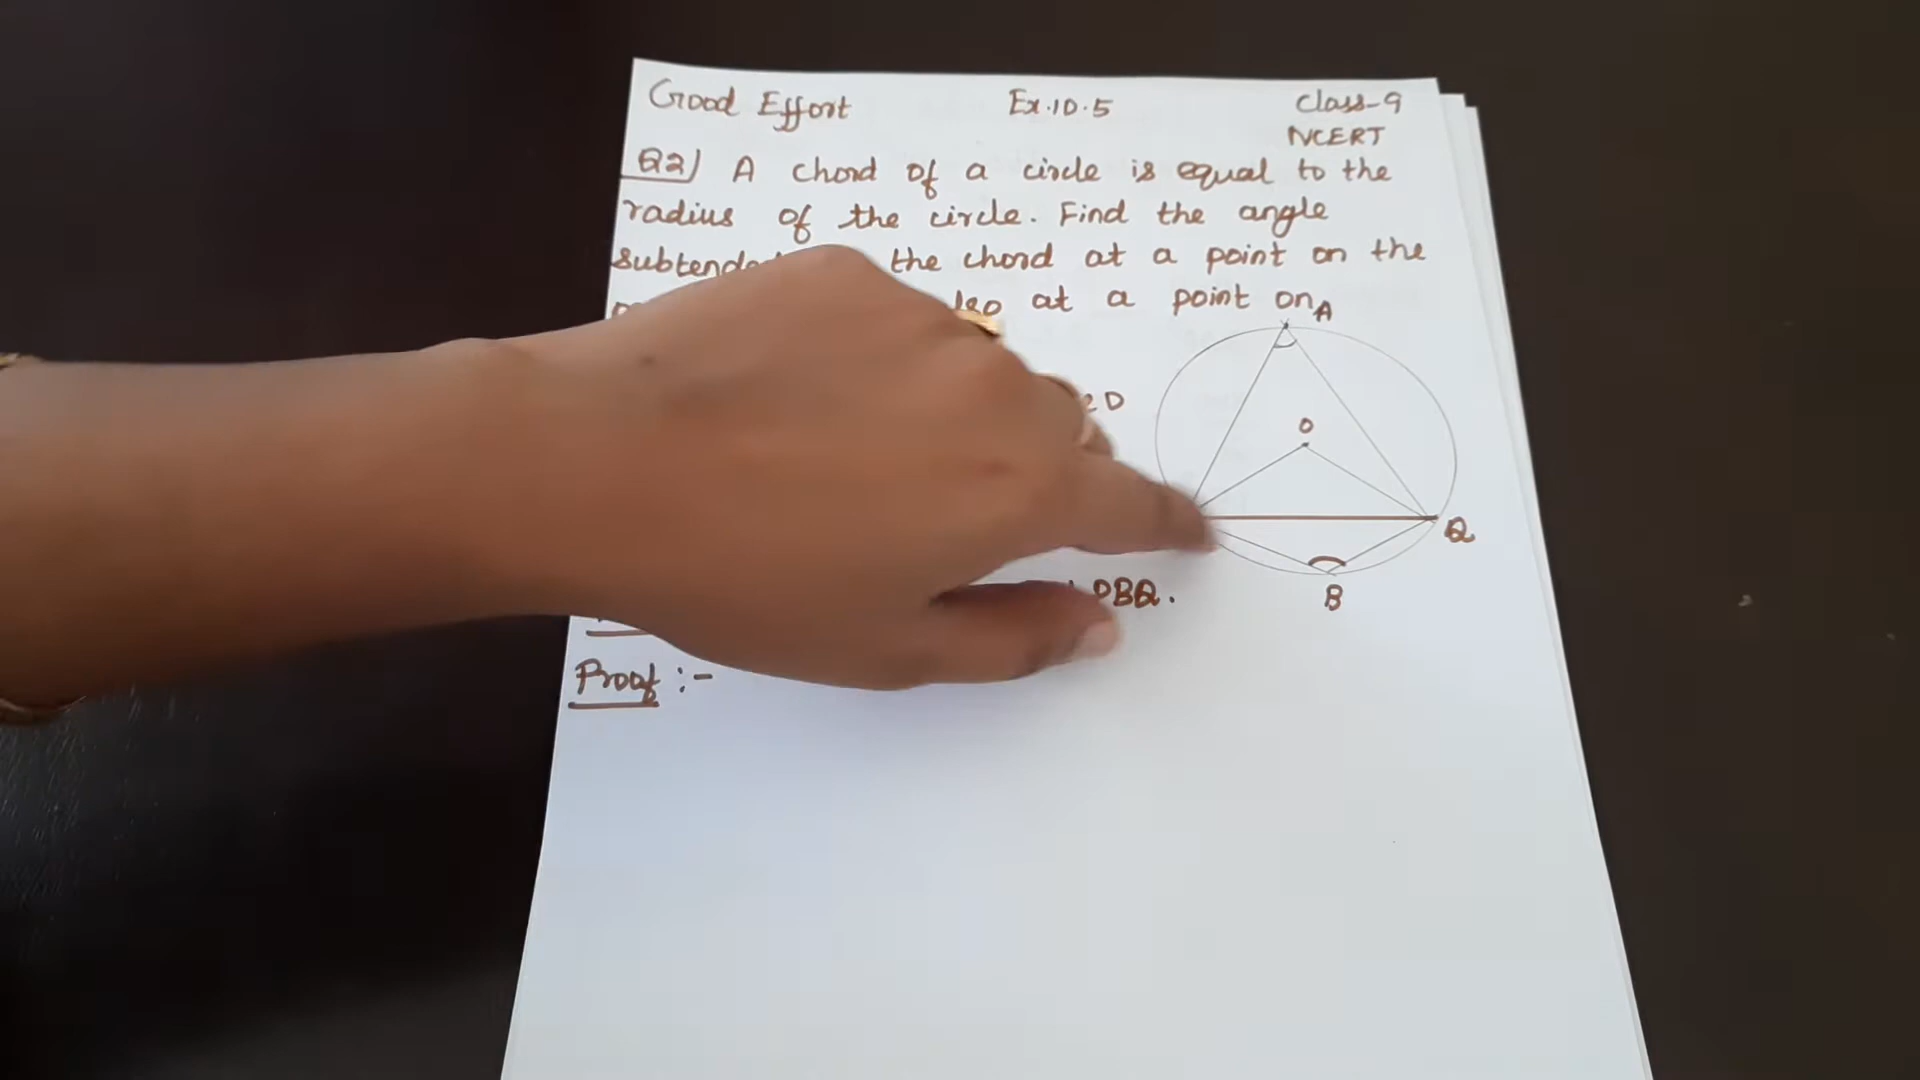 Good Effort Ex.10.5 Class-9
NCERT
Q2) A chord of a circle is equal to the
radius of the circle. Find the angle
the chord at a point on the
at a point on
A
O
Q
B
Proof :-